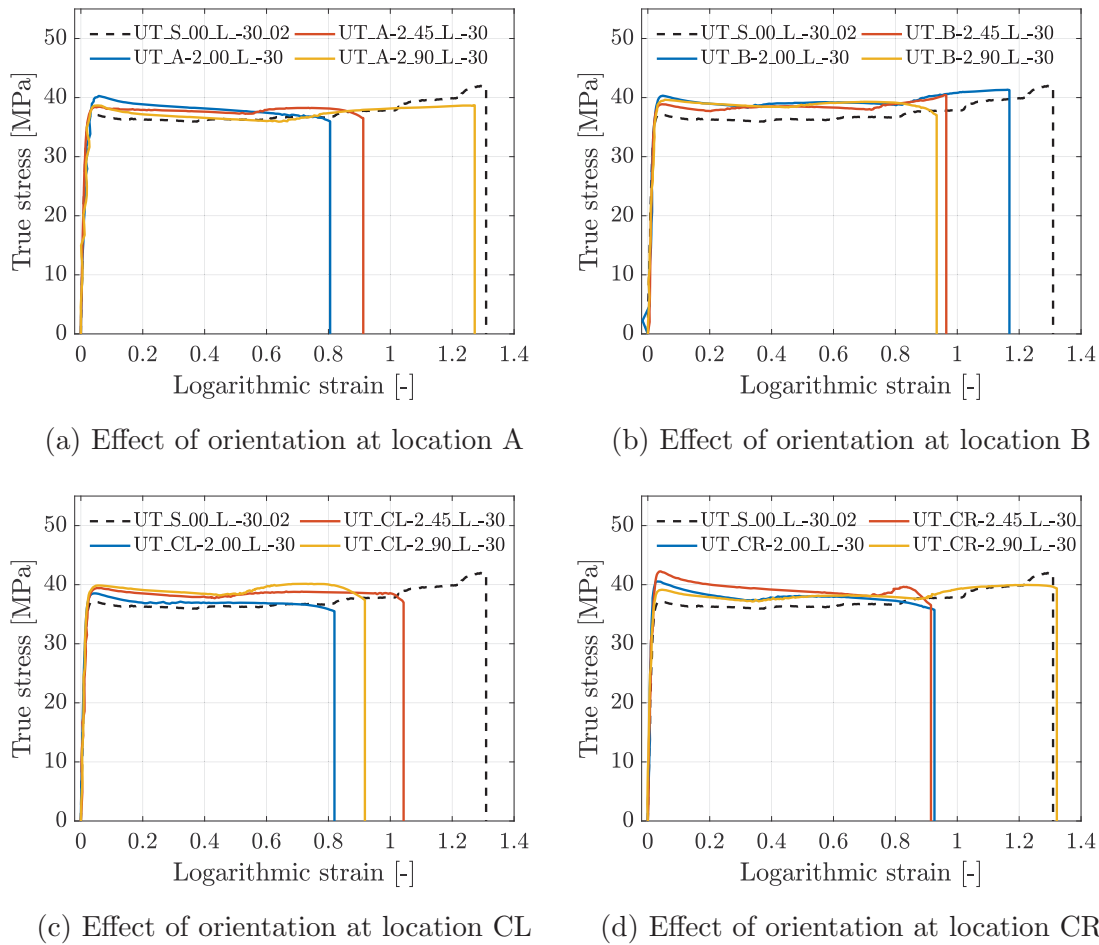 UT_S_00_L_-30_02 UT_A-2_45_L_-30
UT_A-2_00_L_-30 UT_A-2_90_L_-30
50
40
30
20
10
0
True stress [MPa]
0 0.2 0.4 0.6 0.8 1 1.2 1.4
Logarithmic strain [-]
(a) Effect of orientation at location A
UT_S_00_L_-30_02 UT_B-2_45_L_-30
UT_B-2_00_L_-30 UT_B-2_90_L_-30
50
40
30
20
10
0
True stress [MPa]
0 0.2 0.4 0.6 0.8 1 1.2 1.4
Logarithmic strain [-]
(b) Effect of orientation at location B
UT_S_00_L_-30_02 UT_CL-2_45_L_-30
UT_CL-2_00_L_-30 UT_CL-2_90_L_-30
50
40
30
20
10
0
True stress [MPa]
0 0.2 0.4 0.6 0.8 1 1.2 1.4
Logarithmic strain [-]
(c) Effect of orientation at location CL
UT_S_00_L_-30_02 UT_CR-2_45_L_-30
UT_CR-2_00_L_-30 UT_CR-2_90_L_-30
50
40
30
20
10
0
True stress [MPa]
0 0.2 0.4 0.6 0.8 1 1.2 1.4
Logarithmic strain [-]
(d) Effect of orientation at location CR